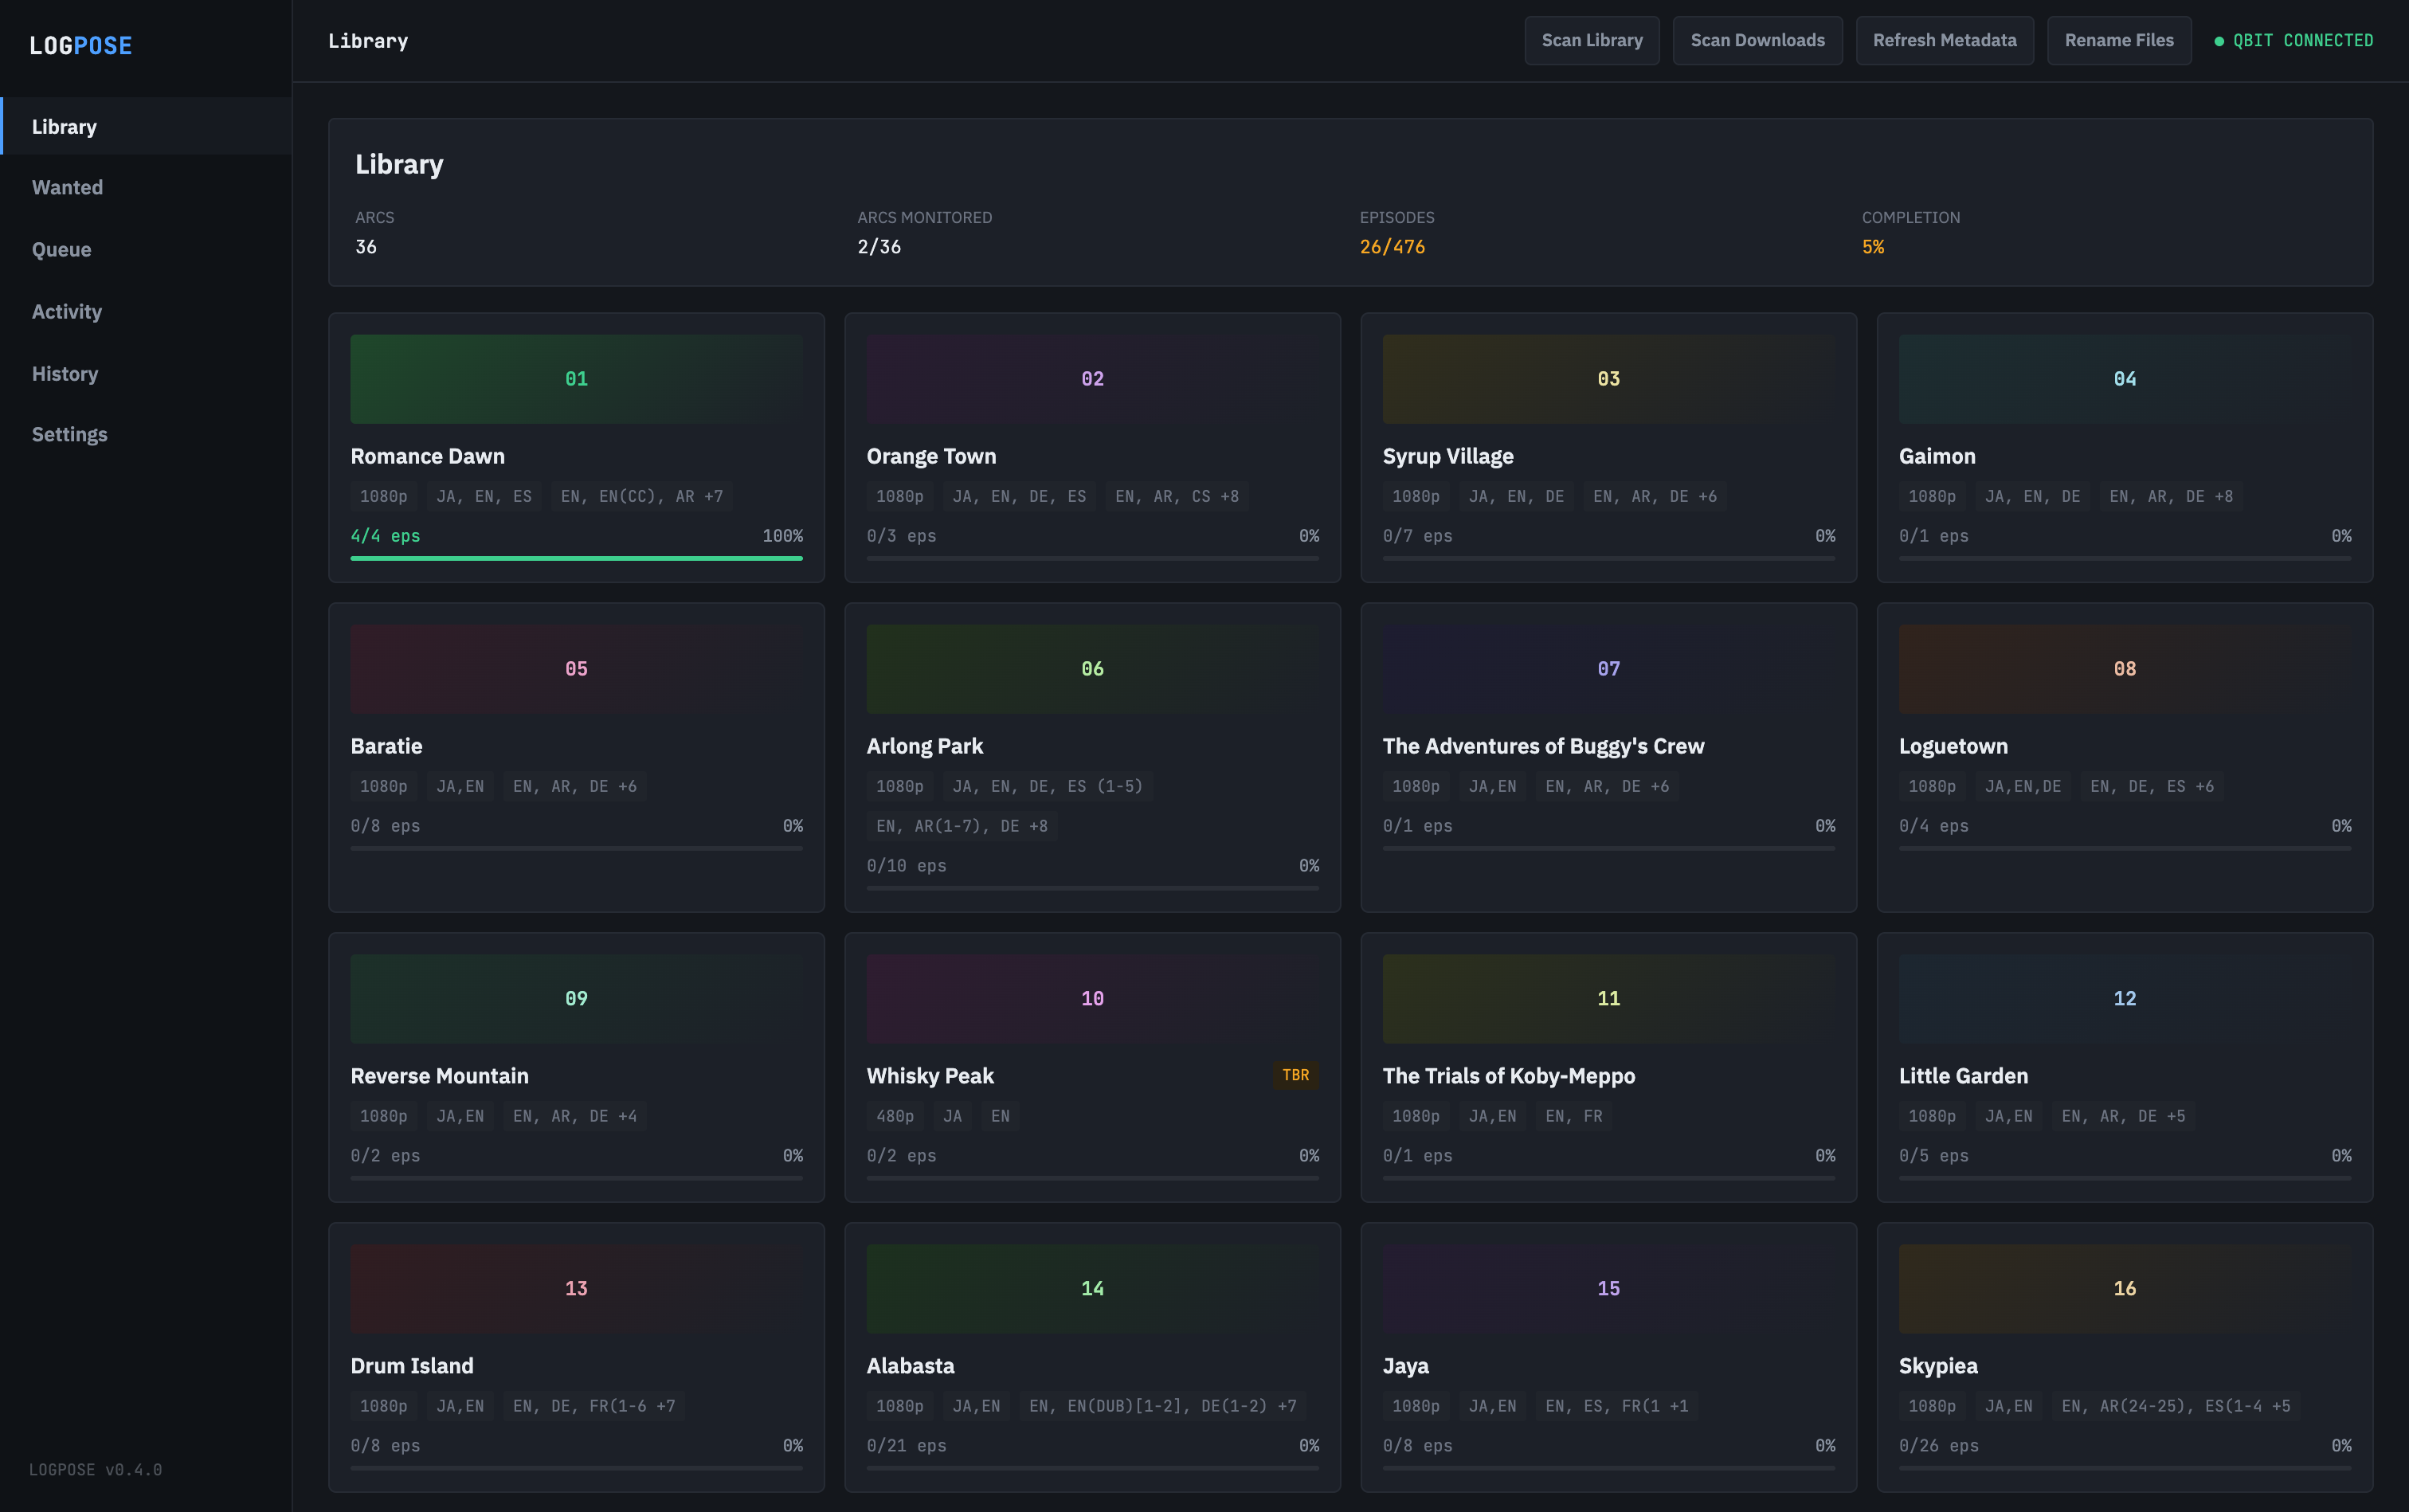 LOGPOSE
Library
Wanted
Queue
Activity
History
Settings
LOGPOSE v0.4.0
Library
Scan Library
Scan Downloads
Refresh Metadata
Rename Files
QBIT CONNECTED
Library
ARCS
36
ARCS MONITORED
2/36
EPISODES
26/476
COMPLETION
5%
01
Romance Dawn
1080p JA, EN, ES EN, EN(CC), AR +7
4/4 eps 100%
02
Orange Town
1080p JA, EN, DE, ES EN, AR, CS +8
0/3 eps 0%
03
Syrup Village
1080p JA, EN, DE EN, AR, DE +6
0/7 eps 0%
04
Gaimon
1080p JA, EN, DE EN, AR, DE +8
0/1 eps 0%
05
Baratie
1080p JA,EN EN, AR, DE +6
0/8 eps 0%
06
Arlong Park
1080p JA, EN, DE, ES (1-5)
EN, AR(1-7), DE +8
0/10 eps 0%
07
The Adventures of Buggy's Crew
1080p JA,EN EN, AR, DE +6
0/1 eps 0%
08
Loguetown
1080p JA,EN,DE EN, DE, ES +6
0/4 eps 0%
09
Reverse Mountain
1080p JA,EN EN, AR, DE +4
0/2 eps 0%
10
Whisky Peak TBR
480p JA EN
0/2 eps 0%
11
The Trials of Koby-Meppo
1080p JA,EN EN, FR
0/1 eps 0%
12
Little Garden
1080p JA,EN EN, AR, DE +5
0/5 eps 0%
13
Drum Island
1080p JA,EN EN, DE, FR(1-6 +7
0/8 eps 0%
14
Alabasta
1080p JA,EN EN, EN(DUB)[1-2], DE(1-2) +7
0/21 eps 0%
15
Jaya
1080p JA,EN EN, ES, FR(1 +1
0/8 eps 0%
16
Skypiea
1080p JA,EN EN, AR(24-25), ES(1-4 +5
0/26 eps 0%